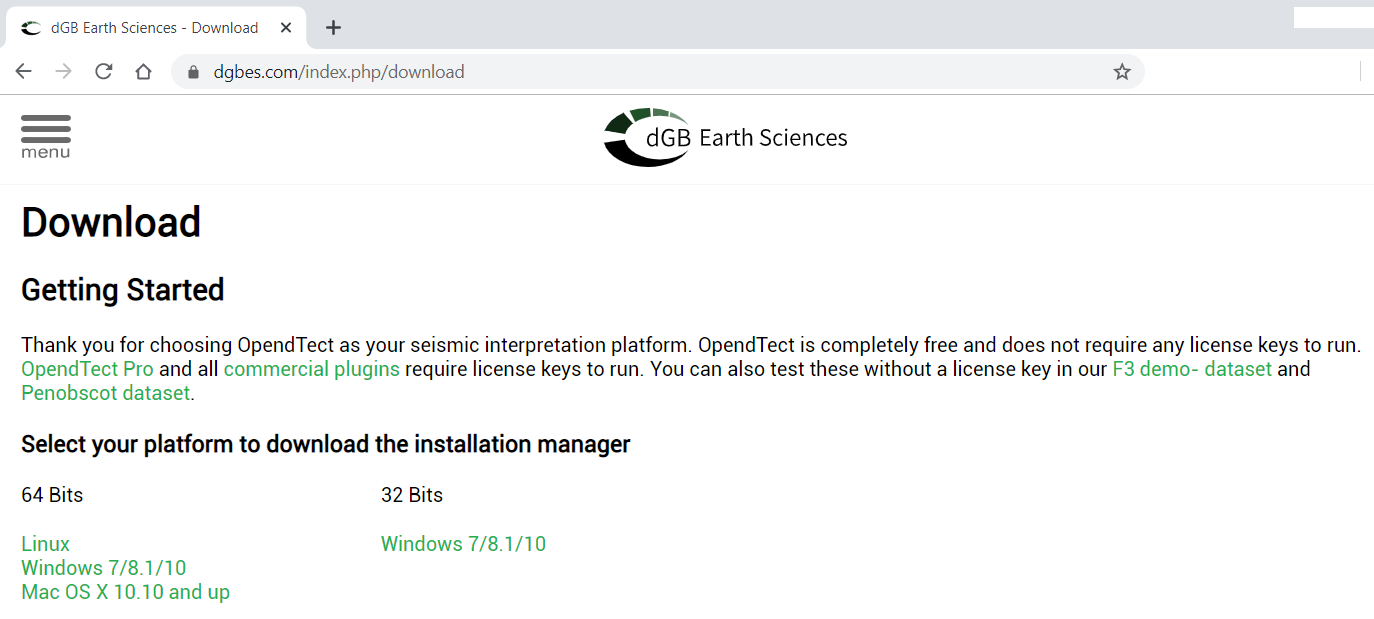 dGB Earth Sciences - Download
dgbes.com/index.php/download
menu
dGB Earth Sciences
Download
Getting Started
Thank you for choosing OpendTect as your seismic interpretation platform. OpendTect is completely free and does not require any license keys to run.
OpendTect Pro and all commercial plugins require license keys to run. You can also test these without a license key in our F3 demo- dataset and
Penobscot dataset.
Select your platform to download the installation manager
64 Bits
32 Bits
Linux
Windows 7/8.1/10
Windows 7/8.1/10
Mac OS X 10.10 and up